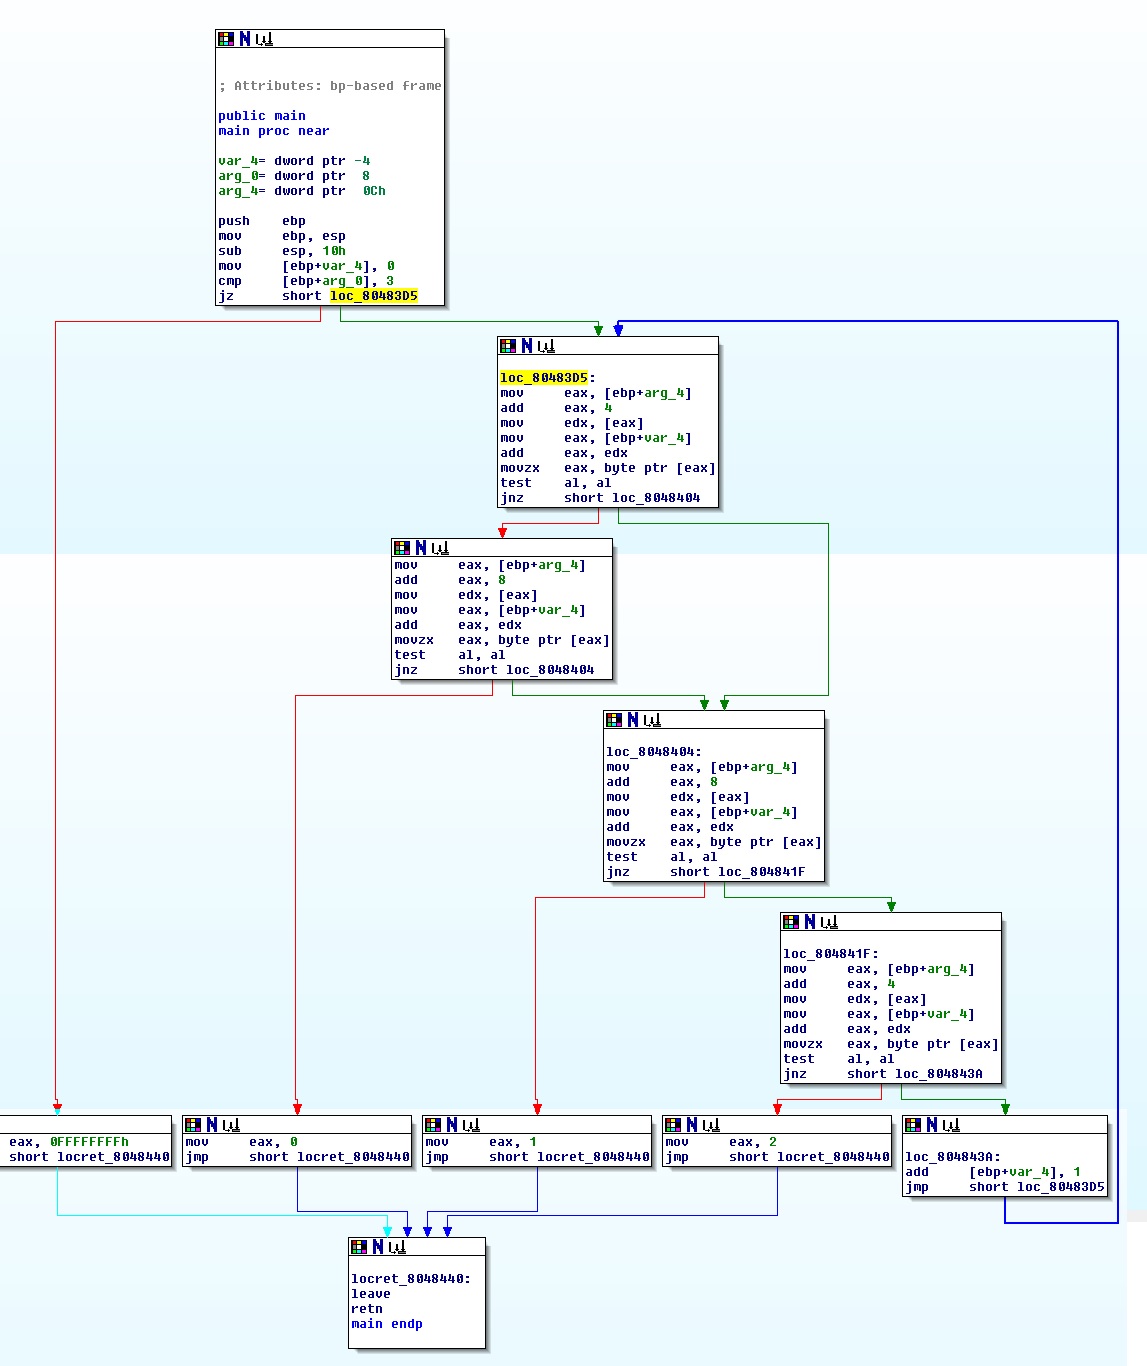 ; Attributes: bp-based frame
public main
main proc near
var_4= dword ptr -4
arg_0= dword ptr  8
arg_4= dword ptr  0Ch
push    ebp
mov     ebp, esp
sub     esp, 10h
mov     [ebp+var_4], 0
cmp     [ebp+arg_0], 3
jz      short loc_80483D5
loc_80483D5:
mov     eax, [ebp+arg_4]
add     eax, 4
mov     edx, [eax]
mov     eax, [ebp+var_4]
add     eax, edx
movzx   eax, byte ptr [eax]
test    al, al
jnz     short loc_8048404
mov     eax, [ebp+arg_4]
add     eax, 8
mov     edx, [eax]
mov     eax, [ebp+var_4]
add     eax, edx
movzx   eax, byte ptr [eax]
test    al, al
jnz     short loc_8048404
loc_8048404:
mov     eax, [ebp+arg_4]
add     eax, 8
mov     edx, [eax]
mov     eax, [ebp+var_4]
add     eax, edx
movzx   eax, byte ptr [eax]
test    al, al
jnz     short loc_804841F
loc_804841F:
mov     eax, [ebp+arg_4]
add     eax, 4
mov     edx, [eax]
mov     eax, [ebp+var_4]
add     eax, edx
movzx   eax, byte ptr [eax]
test    al, al
jnz     short loc_804843A
eax, 0FFFFFFFFh
short locret_8048440
mov     eax, 0
jmp     short locret_8048440
mov     eax, 1
jmp     short locret_8048440
mov     eax, 2
jmp     short locret_8048440
loc_804843A:
add     [ebp+var_4], 1
jmp     short loc_80483D5
locret_8048440:
leave
retn
main endp